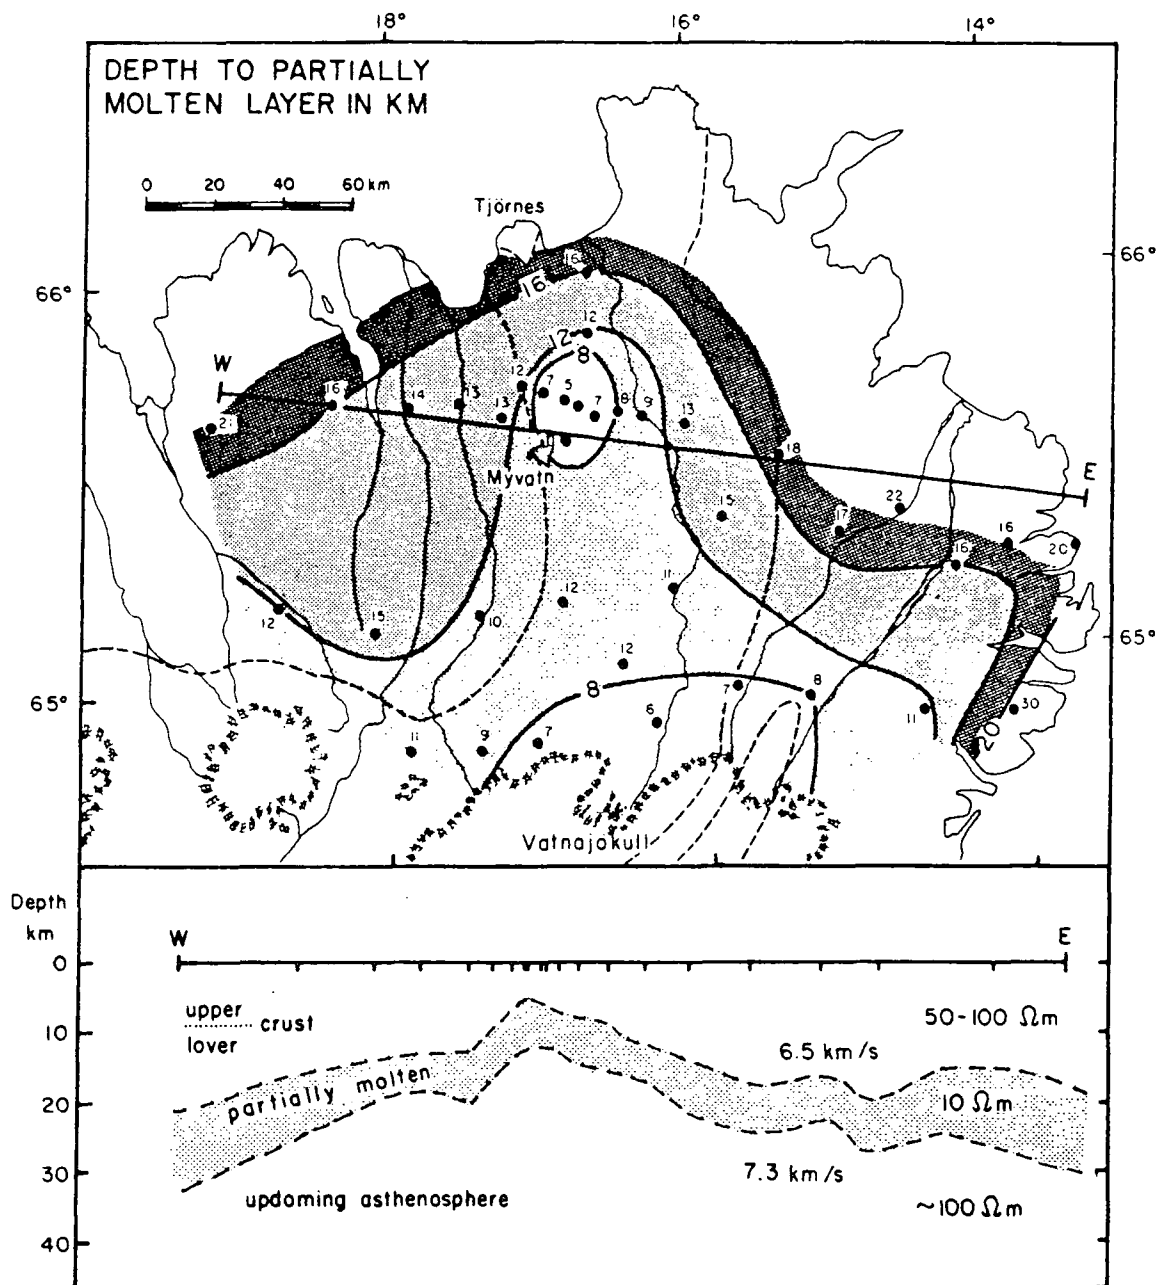 18° 16° 14°
DEPTH TO PARTIALLY
MOLTEN LAYER IN KM
0 20 40 60 km
Tjörnes
66°
66°
16
16
12
12
8
W
12 7 5
16 14 13 13 7 8 9 13
21
18
E
Myvatn
22
15 17
16 20
16
12 11
12 15 10
65°
12
65°
8 7 8
6 11 30
11 9 7
20
Vatnajokull
Depth
km
W E
0
upper
crust
lover
50-100 Ωm
10
6.5 km/s
partially molten
10 Ωm
20
7.3 km/s
30
updoming asthenosphere
~100 Ωm
40